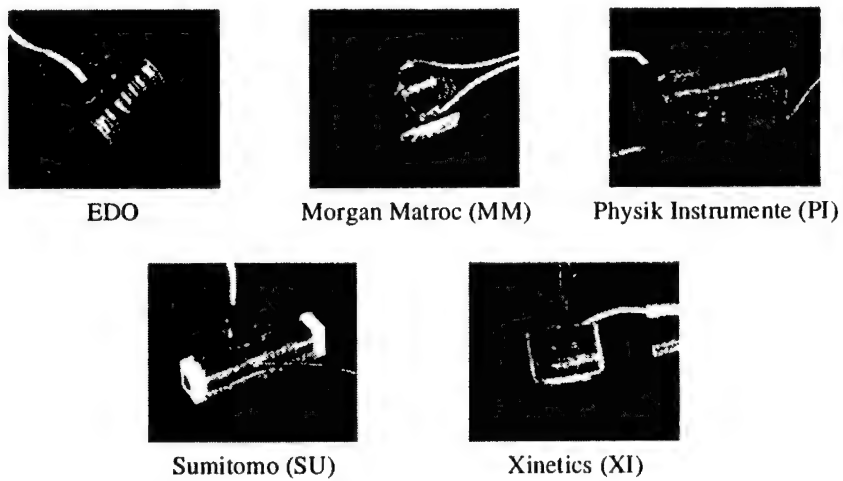 EDO
Morgan Matroc (MM)
Physik Instrumente (PI)
Sumitomo (SU)
Xinetics (XI)